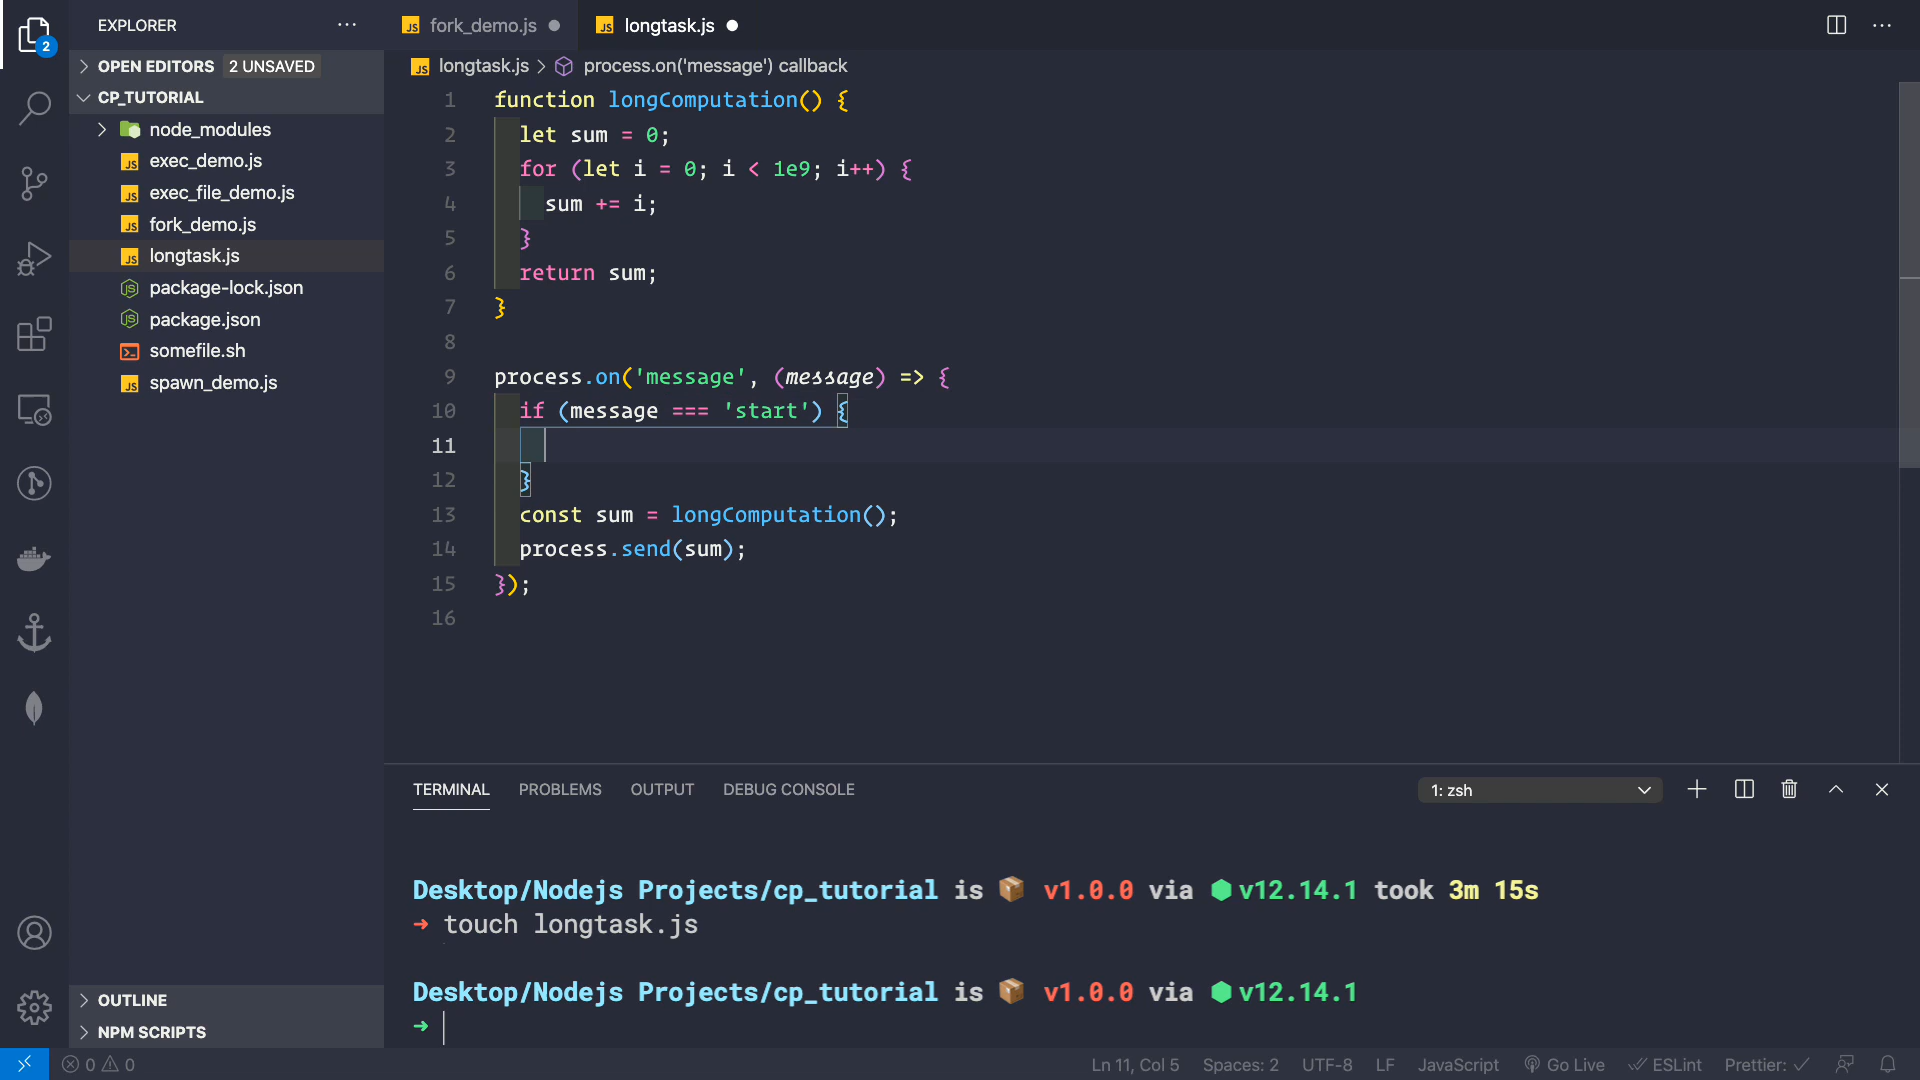 EXPLORER
fork_demo.js
longtask.js
OPEN EDITORS 2 UNSAVED
longtask.js > process.on('message') callback
CP_TUTORIAL
node_modules
exec_demo.js
exec_file_demo.js
fork_demo.js
longtask.js
package-lock.json
package.json
somefile.sh
spawn_demo.js
2
1 function longComputation() {
2 let sum = 0;
3 for (let i = 0; i < 1e9; i++) {
4 sum += i;
5 }
6 return sum;
7 }
8
9 process.on('message', (message) => {
10 if (message === 'start') {
11
12 }
13 const sum = longComputation();
14 process.send(sum);
15 });
16
TERMINAL PROBLEMS OUTPUT DEBUG CONSOLE 1: zsh
Desktop/Nodejs Projects/cp_tutorial is 📦 v1.0.0 via ⬢ v12.14.1 took 3m 15s
➜ touch longtask.js
Desktop/Nodejs Projects/cp_tutorial is 📦 v1.0.0 via ⬢ v12.14.1
➜
OUTLINE
NPM SCRIPTS
0 0 Ln 11, Col 5 Spaces: 2 UTF-8 LF JavaScript Go Live ESLint Prettier: ✓